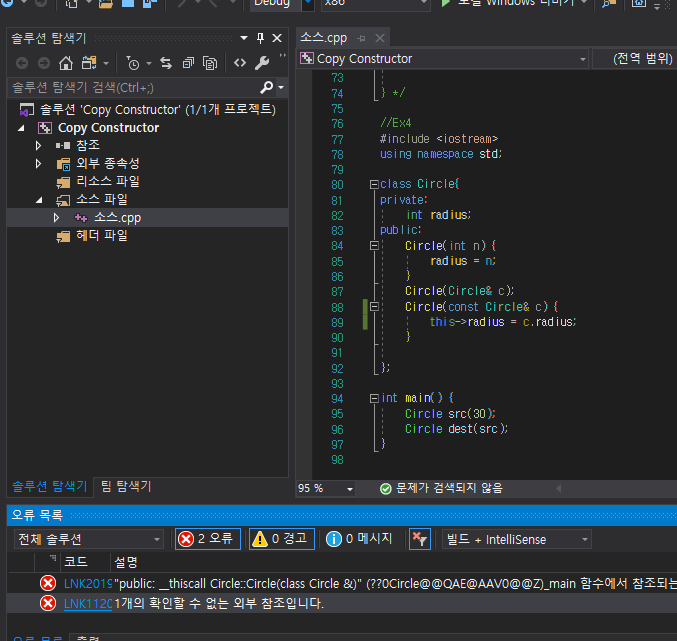 Debug
x86
로컬 Windows 디버거
솔루션 탐색기
솔루션 탐색기 검색(Ctrl+;)
솔루션 'Copy Constructor' (1/1개 프로젝트)
Copy Constructor
참조
외부 종속성
리소스 파일
소스 파일
소스.cpp
헤더 파일
솔루션 탐색기
팀 탐색기
소스.cpp
Copy Constructor
(전역 범위)
73
74 } */
75
76 //Ex4
77 #include <iostream>
78 using namespace std;
79
80 class Circle{
81 private:
82 int radius;
83 public:
84 Circle(int n) {
85 radius = n;
86 }
87 Circle(Circle& c);
88 Circle(const Circle& c) {
89 this->radius = c.radius;
90 }
91
92 };
93
94 int main() {
95 Circle src(30);
96 Circle dest(src);
97 }
98
95 %
문제가 검색되지 않음
오류 목록
전체 솔루션
2 오류
0 경고
0 메시지
빌드 + IntelliSense
코드
설명
LNK2019 "public: __thiscall Circle::Circle(class Circle &)" (??0Circle@@QAE@AAV0@@Z)_main 함수에서 참조되는
LNK1120 1개의 확인할 수 없는 외부 참조입니다.
오류 목록
출력